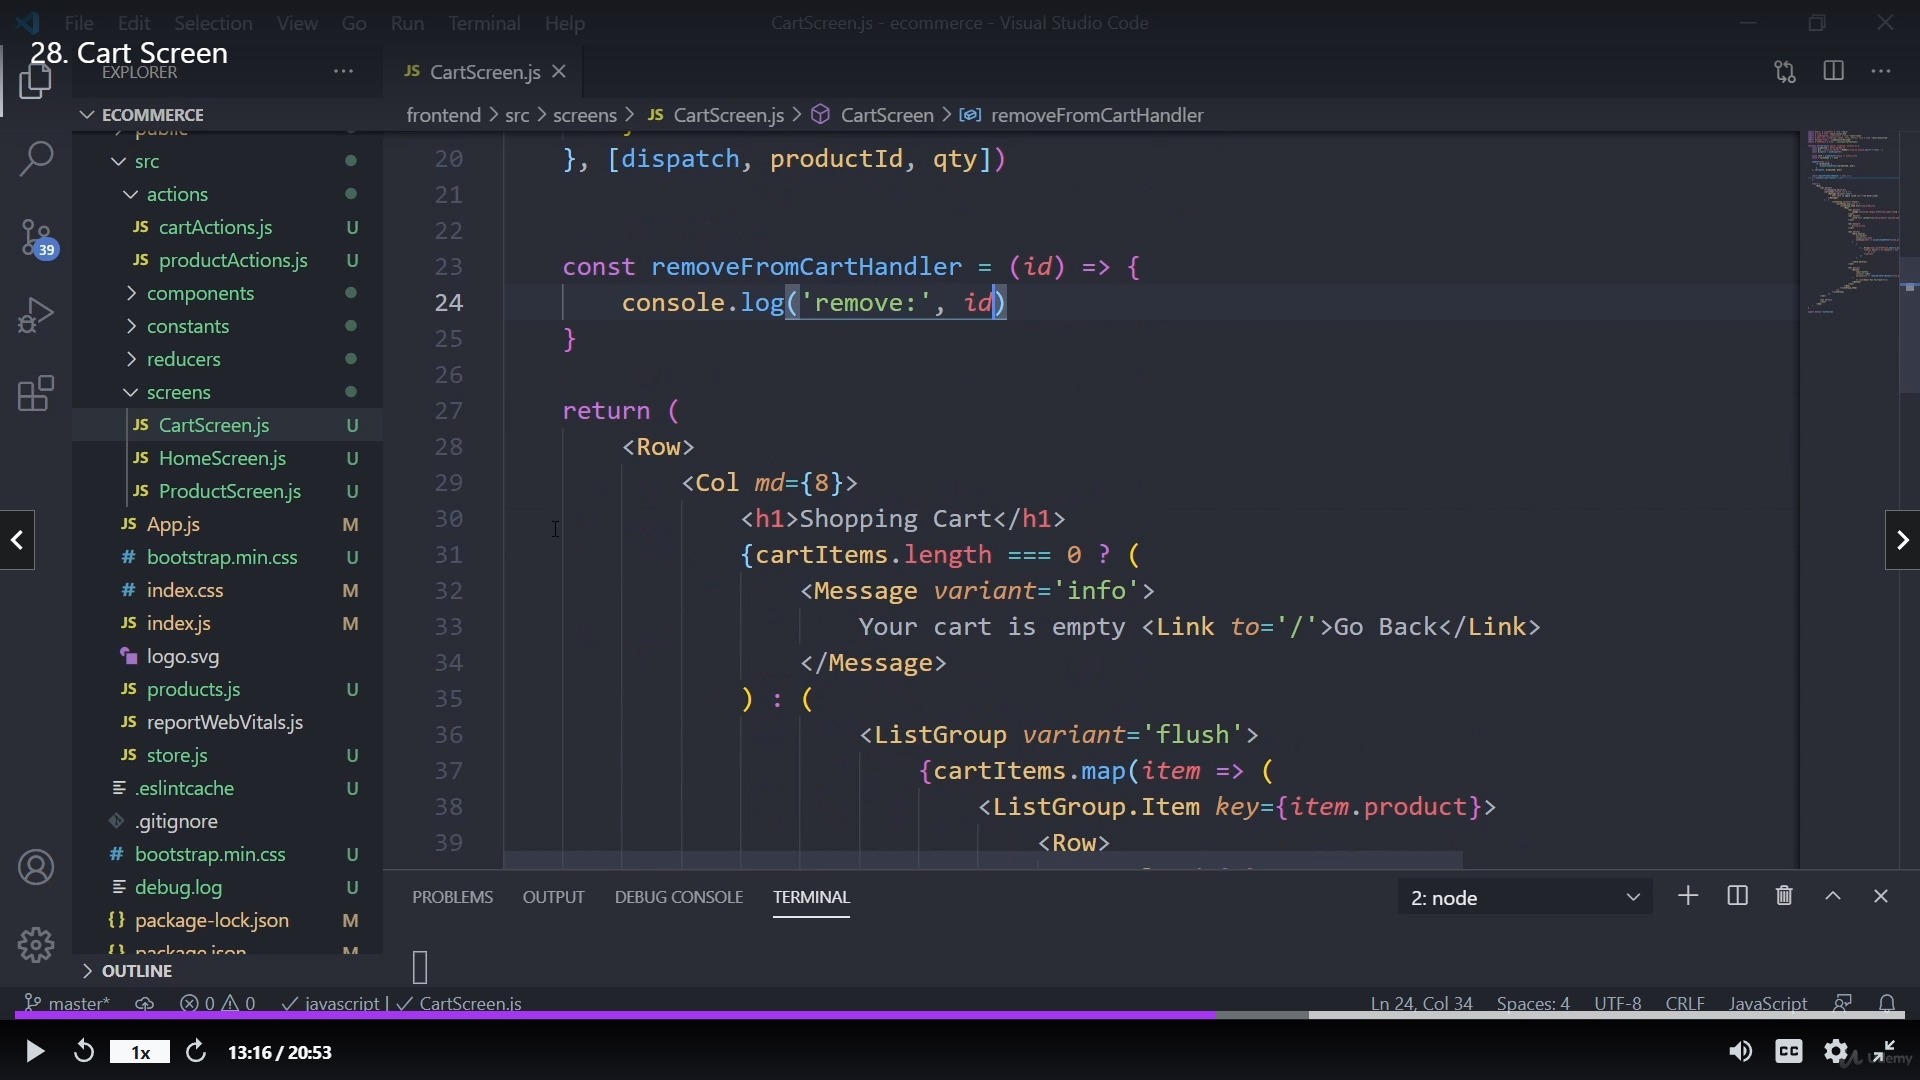 File Edit Selection View Go Run Terminal Help
CartScreen.js - ecommerce - Visual Studio Code
28. Cart Screen
EXPLORER
JS CartScreen.js
ECOMMERCE
frontend > src > screens > JS CartScreen.js > CartScreen > removeFromCartHandler
public
src
actions
JS cartActions.js U
JS productActions.js U
components
constants
reducers
screens
JS CartScreen.js U
JS HomeScreen.js U
JS ProductScreen.js U
JS App.js M
# bootstrap.min.css U
# index.css M
JS index.js M
logo.svg
JS products.js U
JS reportWebVitals.js
JS store.js U
.eslintcache U
.gitignore
# bootstrap.min.css U
debug.log U
{} package-lock.json M
{} package.json M
OUTLINE
39
20 }, [dispatch, productId, qty])
21
22
23 const removeFromCartHandler = (id) => {
24 console.log('remove:', id)
25 }
26
27 return (
28 <Row>
29 <Col md={8}>
30 <h1>Shopping Cart</h1>
31 {cartItems.length === 0 ? (
32 <Message variant='info'>
33 Your cart is empty <Link to='/'>Go Back</Link>
34 </Message>
35 ) : (
36 <ListGroup variant='flush'>
37 {cartItems.map(item => (
38 <ListGroup.Item key={item.product}>
39 <Row>
PROBLEMS OUTPUT DEBUG CONSOLE TERMINAL
2: node
master* 0 0 javascript | CartScreen.js
Ln 24, Col 34 Spaces: 4 UTF-8 CRLF JavaScript
1x 13:16 / 20:53
CC
Udemy